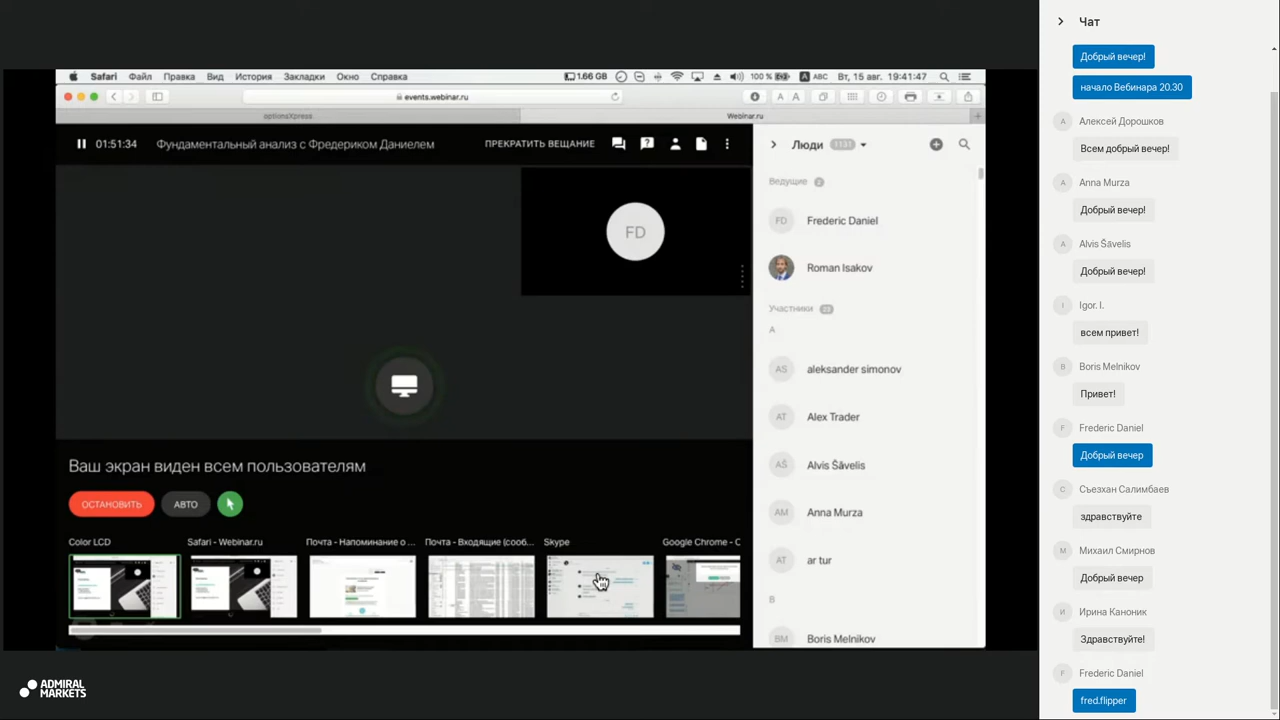 Safari Файл Правка Вид История Закладки Окно Справка
1.66 GB 100 % ABC Вт, 15 авг. 19:41:47
events.webinar.ru
optionsXpress
Webinar.ru
01:51:34 Фундаментальный анализ с Фредериком Даниелем ПРЕКРАТИТЬ ВЕЩАНИЕ
FD
Ваш экран виден всем пользователям
ОСТАНОВИТЬ АВТО
Color LCD Safari - Webinar.ru Почта - Напоминание о ... Почта - Входящие (сооб... Skype Google Chrome - С
Люди
Ведущие 2
FD Frederic Daniel
Roman Isakov
Участники
A
AS aleksander simonov
AT Alex Trader
AŠ Alvis Šāvelis
AM Anna Murza
AT ar tur
B
BM Boris Melnikov
ADMIRAL
MARKETS
Чат
Добрый вечер!
начало Вебинара 20.30
А Алексей Дорошков
Всем добрый вечер!
A Anna Murza
Добрый вечер!
A Alvis Šāvelis
Добрый вечер!
I Igor. I.
всем привет!
B Boris Melnikov
Привет!
F Frederic Daniel
Добрый вечер
С Съезхан Салимбаев
здравствуйте
М Михаил Смирнов
Добрый вечер
И Ирина Каноник
Здравствуйте!
F Frederic Daniel
fred.flipper